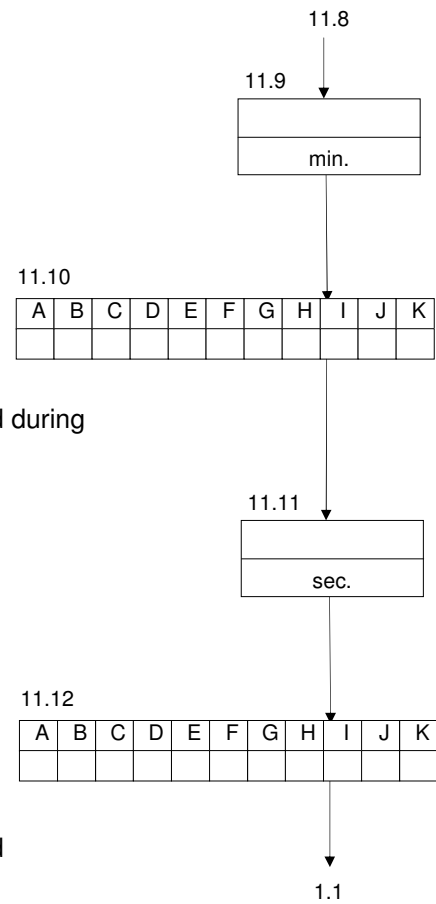 11.8
11.9
min.
11.10
A B C D E F G H I J K
d during
11.11
sec.
11.12
A B C D E F G H I J K
d
1.1